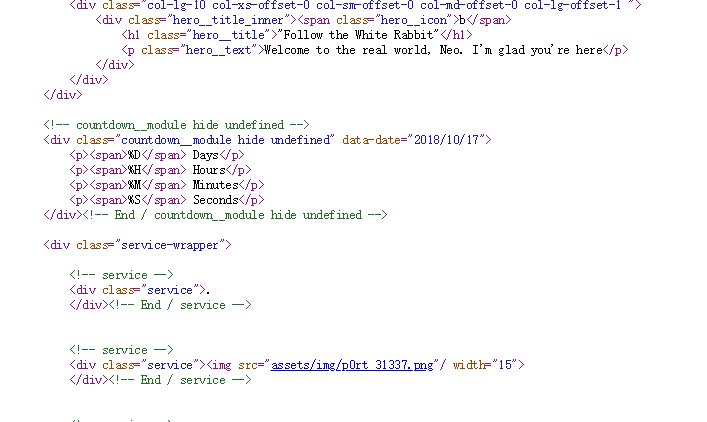 <div class="col-lg-10 col-xs-offset-0 col-sm-offset-0 col-md-offset-0 col-lg-offset-1 ">
<div class="hero__title_inner"><span class="hero__icon">b</span>
<h1 class="hero__title">"Follow the White Rabbit"</h1>
<p class="hero__text">Welcome to the real world, Neo. I'm glad you're here</p>
</div>
</div>
</div>
<!-- countdown__module hide undefined -->
<div class="countdown__module hide undefined" data-date="2018/10/17">
<p><span>%D</span> Days</p>
<p><span>%H</span> Hours</p>
<p><span>%M</span> Minutes</p>
<p><span>%S</span> Seconds</p>
</div><!-- End / countdown__module hide undefined -->
<div class="service-wrapper">
<!-- service -->
<div class="service">.
</div><!-- End / service -->
<!-- service -->
<div class="service"><img src="assets/img/p0rt_31337.png"/ width="15">
</div><!-- End / service -->